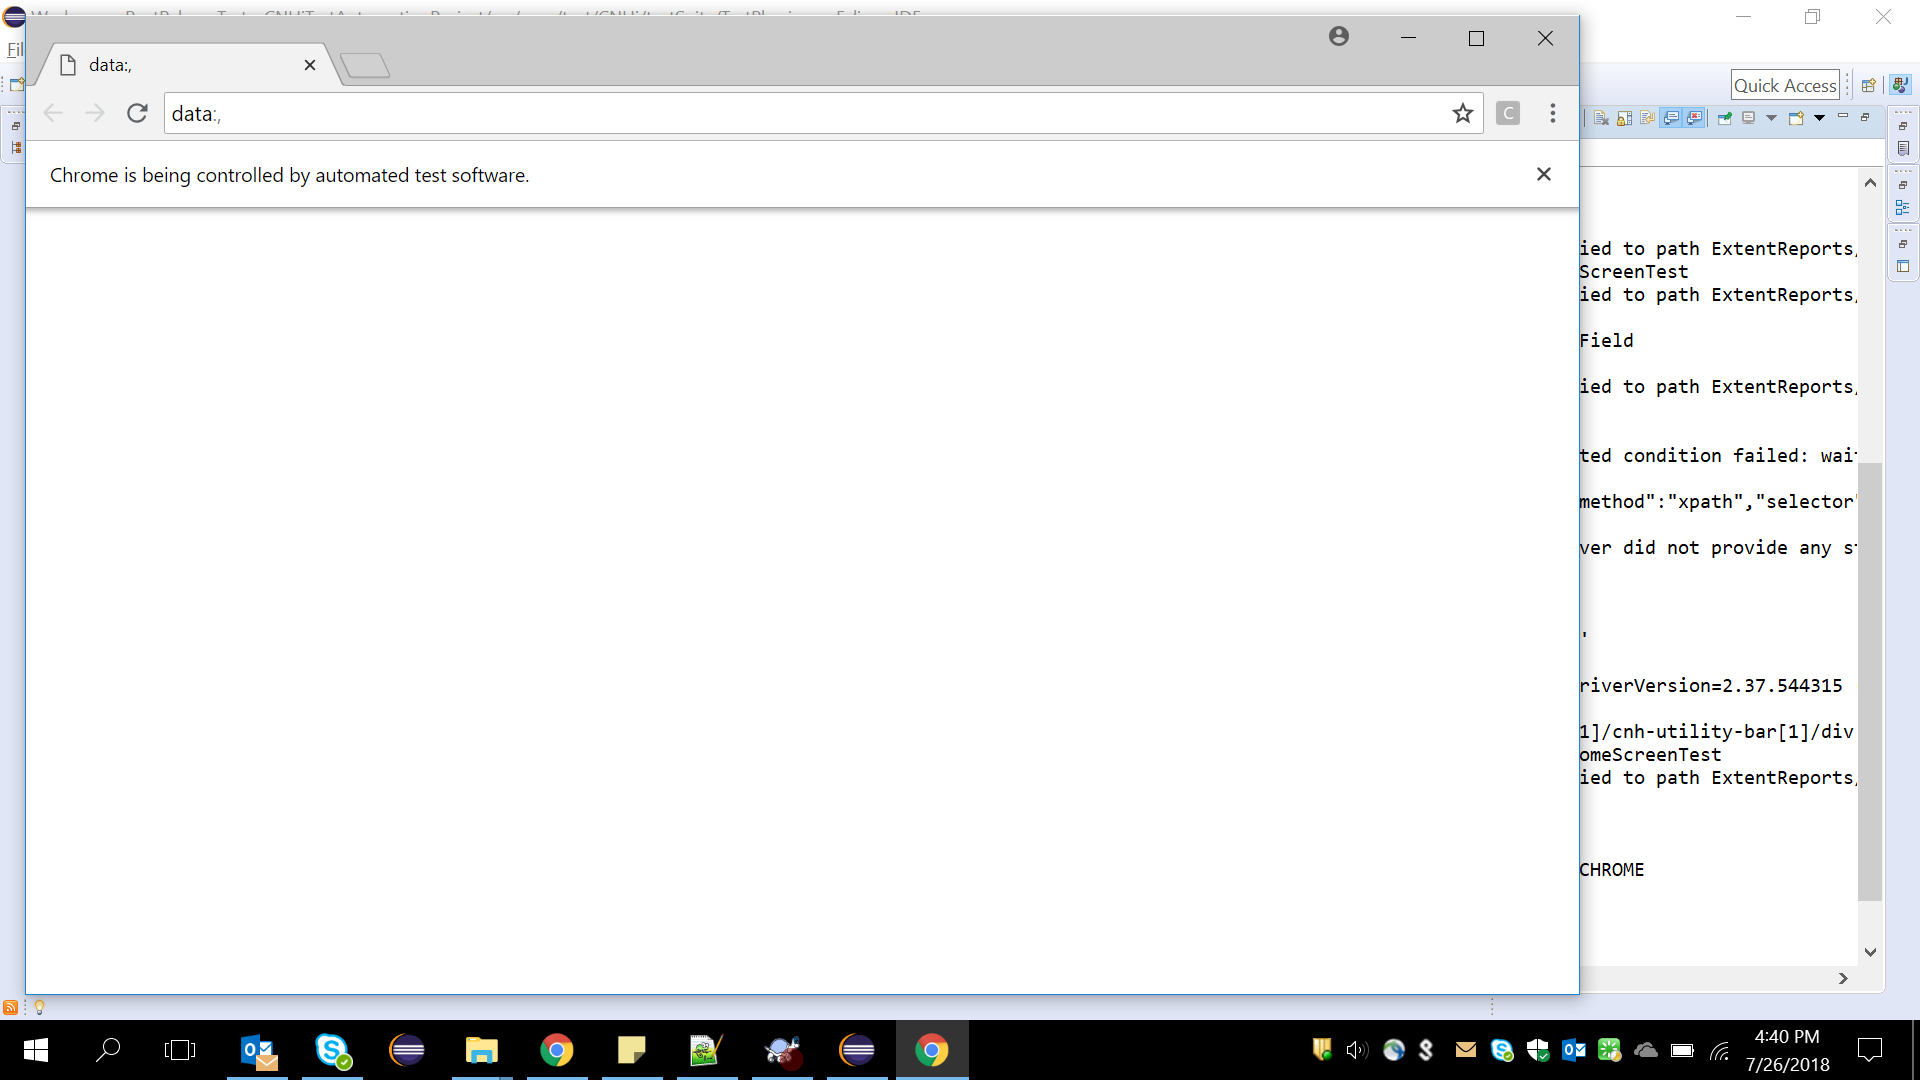 data:,
data:,
C
Chrome is being controlled by automated test software.
Quick Access
ied to path ExtentReports,
ScreenTest
ied to path ExtentReports,
Field
ied to path ExtentReports,
ted condition failed: wai
method":"xpath","selector"
ver did not provide any s
'
riverVersion=2.37.544315
1]/cnh-utility-bar[1]/div
omeScreenTest
ied to path ExtentReports,
CHROME
4:40 PM
7/26/2018